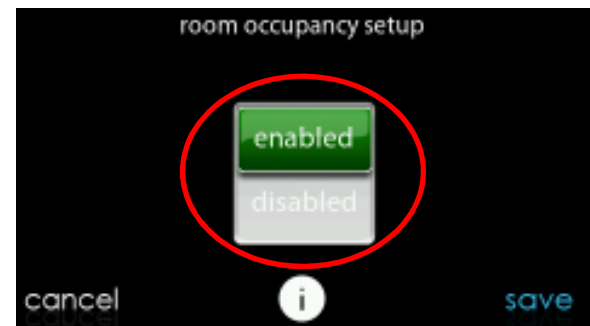 room occupancy setup
enabled
disabled
cancel i save